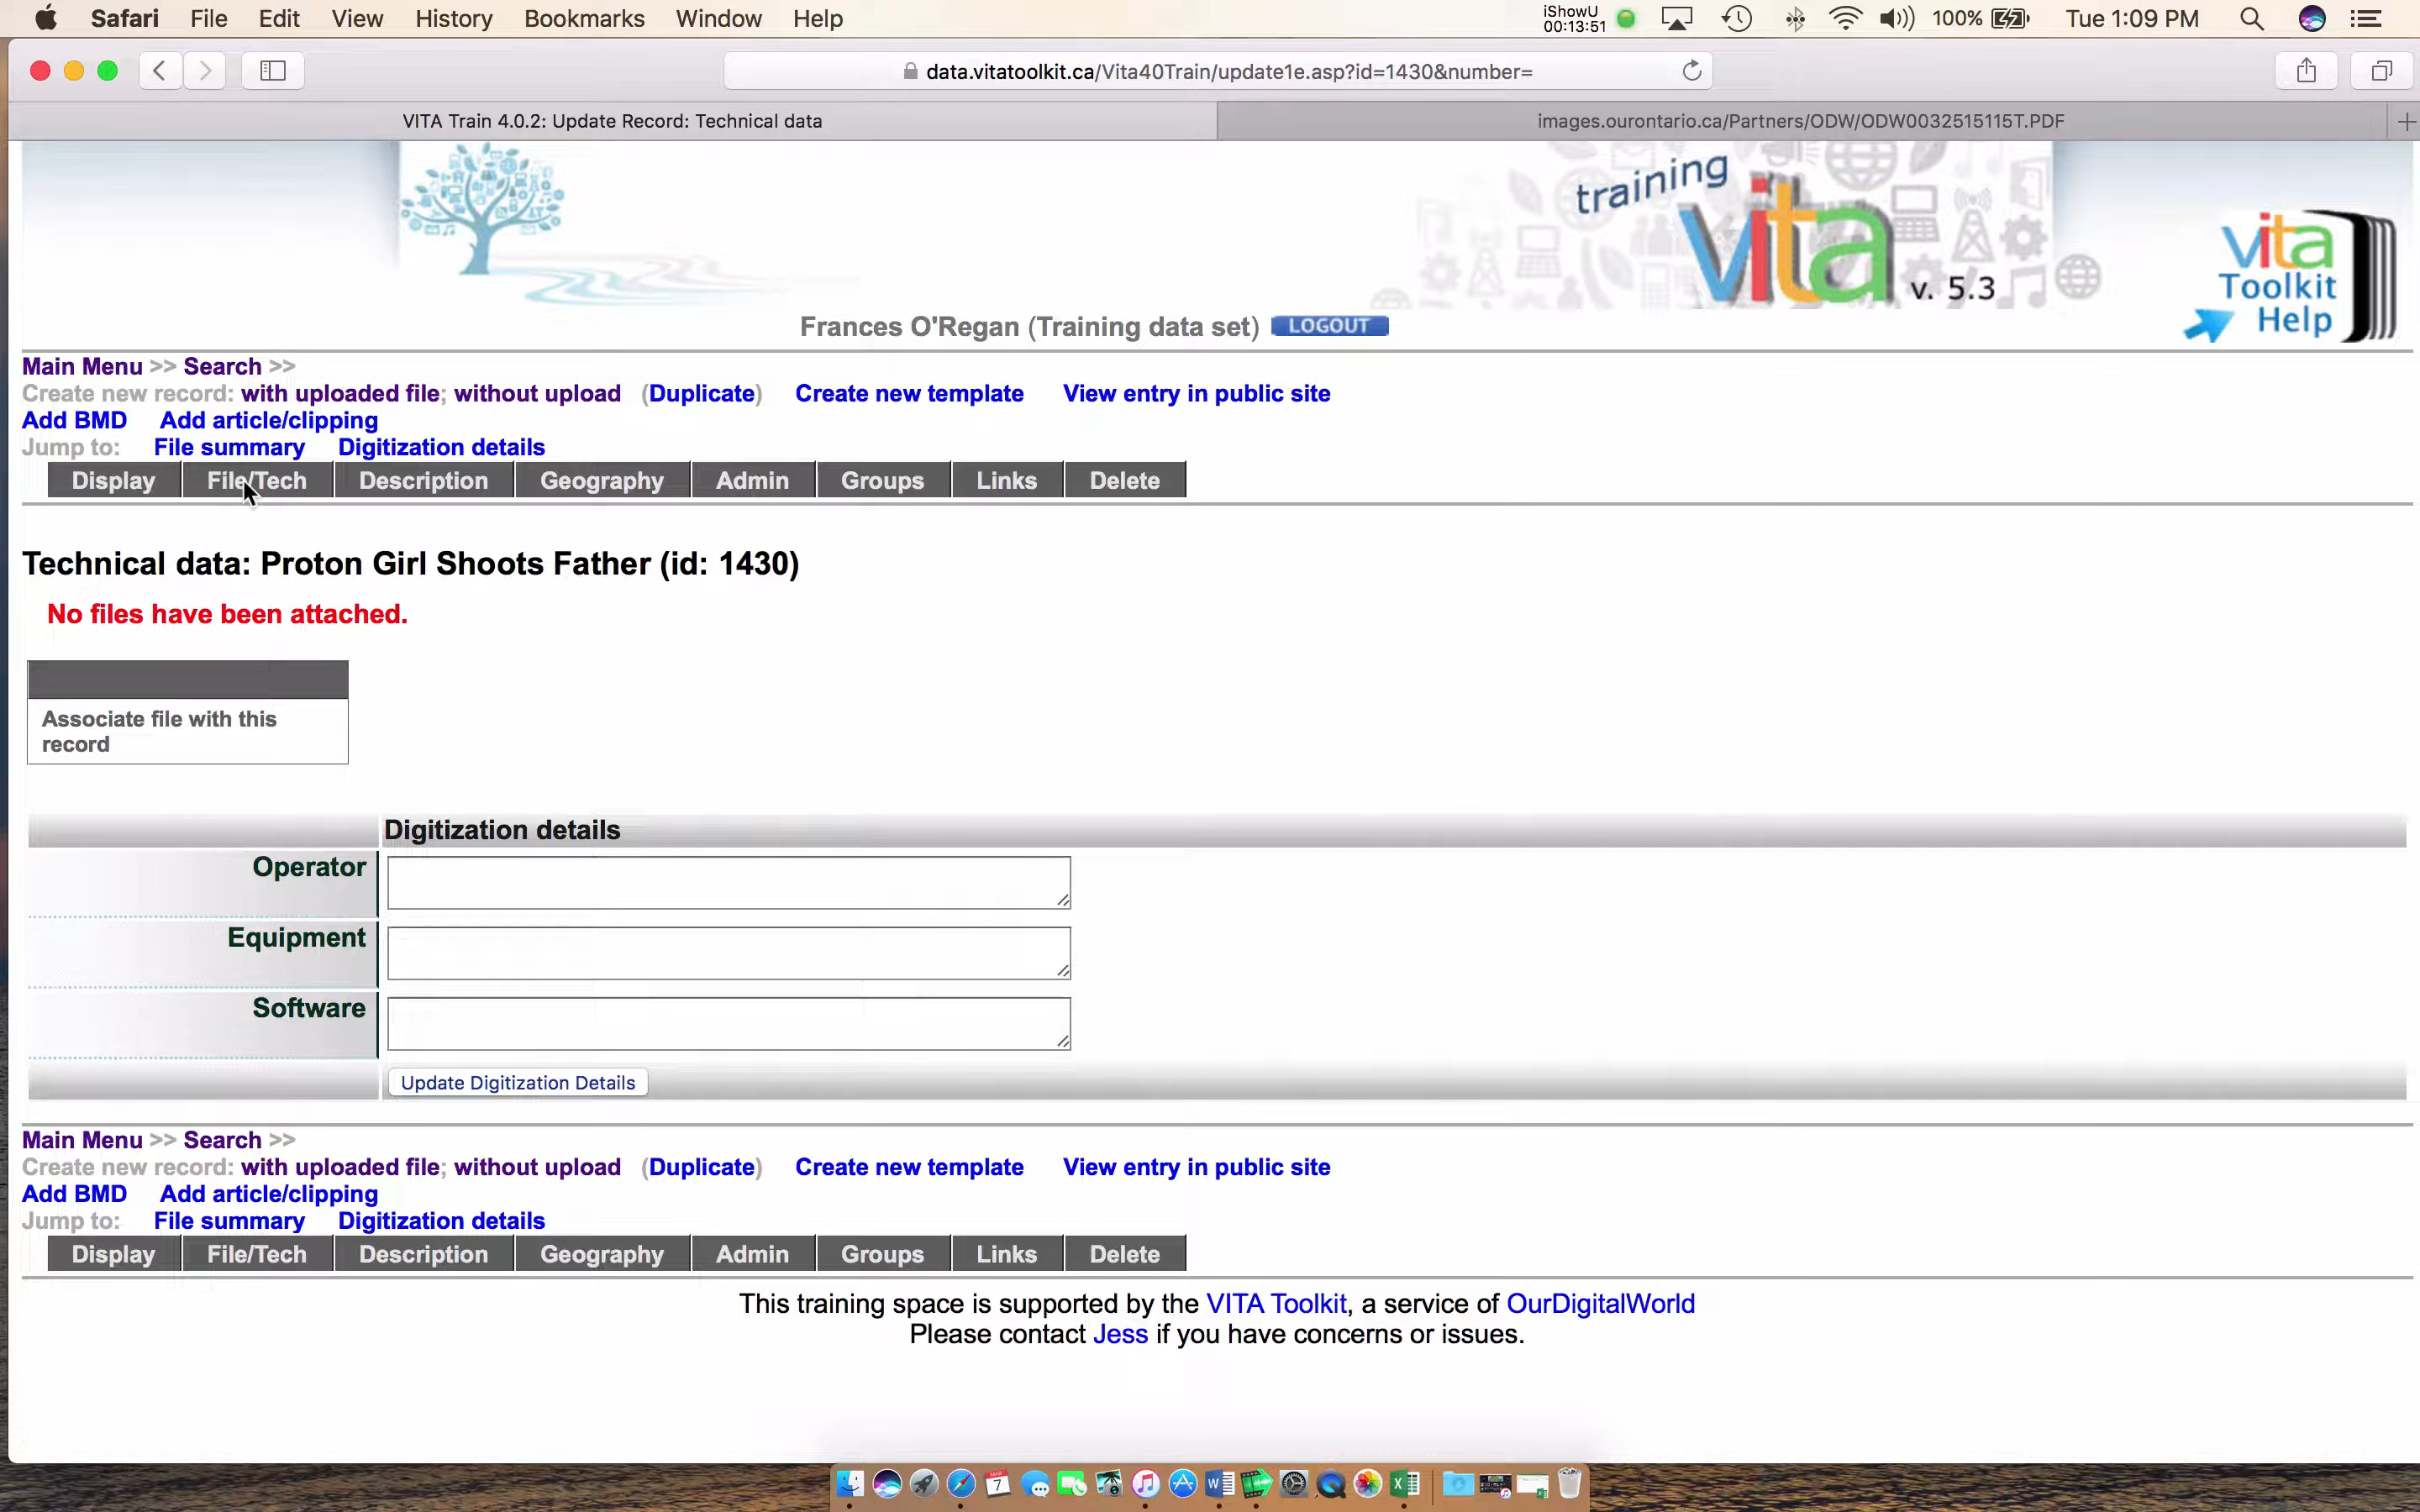 Safari File Edit View History Bookmarks Window Help iShowU 00:13:51 100% Tue 1:09 PM
data.vitatoolkit.ca/Vita40Train/update1e.asp?id=1430&number=
VITA Train 4.0.2: Update Record: Technical data images.ourontario.ca/Partners/ODW/ODW0032515115T.PDF
training
vita v. 5.3
vita
Toolkit
Help
Frances O'Regan (Training data set) LOGOUT
Main Menu >> Search >>
Create new record: with uploaded file; without upload (Duplicate) Create new template View entry in public site
Add BMD Add article/clipping
Jump to: File summary Digitization details
Display File/Tech Description Geography Admin Groups Links Delete
Technical data: Proton Girl Shoots Father (id: 1430)
No files have been attached.
Associate file with this
record
Digitization details
Operator
Equipment
Software
Update Digitization Details
Main Menu >> Search >>
Create new record: with uploaded file; without upload (Duplicate) Create new template View entry in public site
Add BMD Add article/clipping
Jump to: File summary Digitization details
Display File/Tech Description Geography Admin Groups Links Delete
This training space is supported by the VITA Toolkit, a service of OurDigitalWorld
Please contact Jess if you have concerns or issues.
7